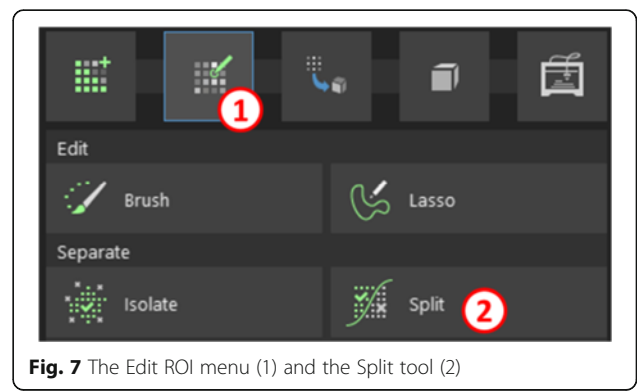 1
Edit
Brush Lasso
Separate
Isolate Split 2
Fig. 7 The Edit ROI menu (1) and the Split tool (2)